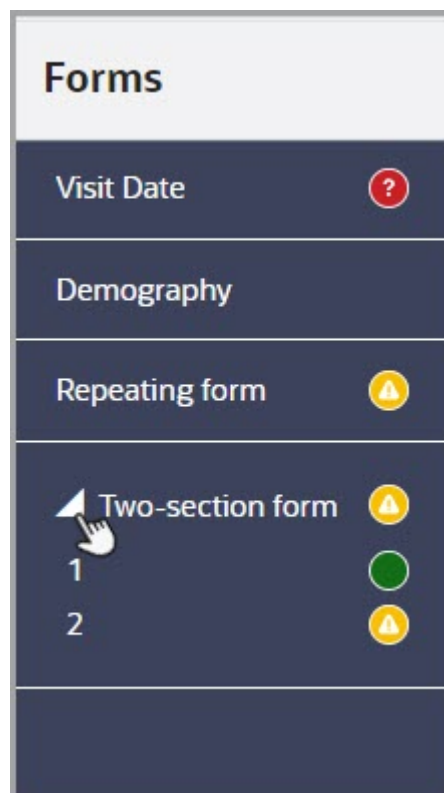 Forms
Visit Date ?
Demography
Repeating form
Two-section form
1
2